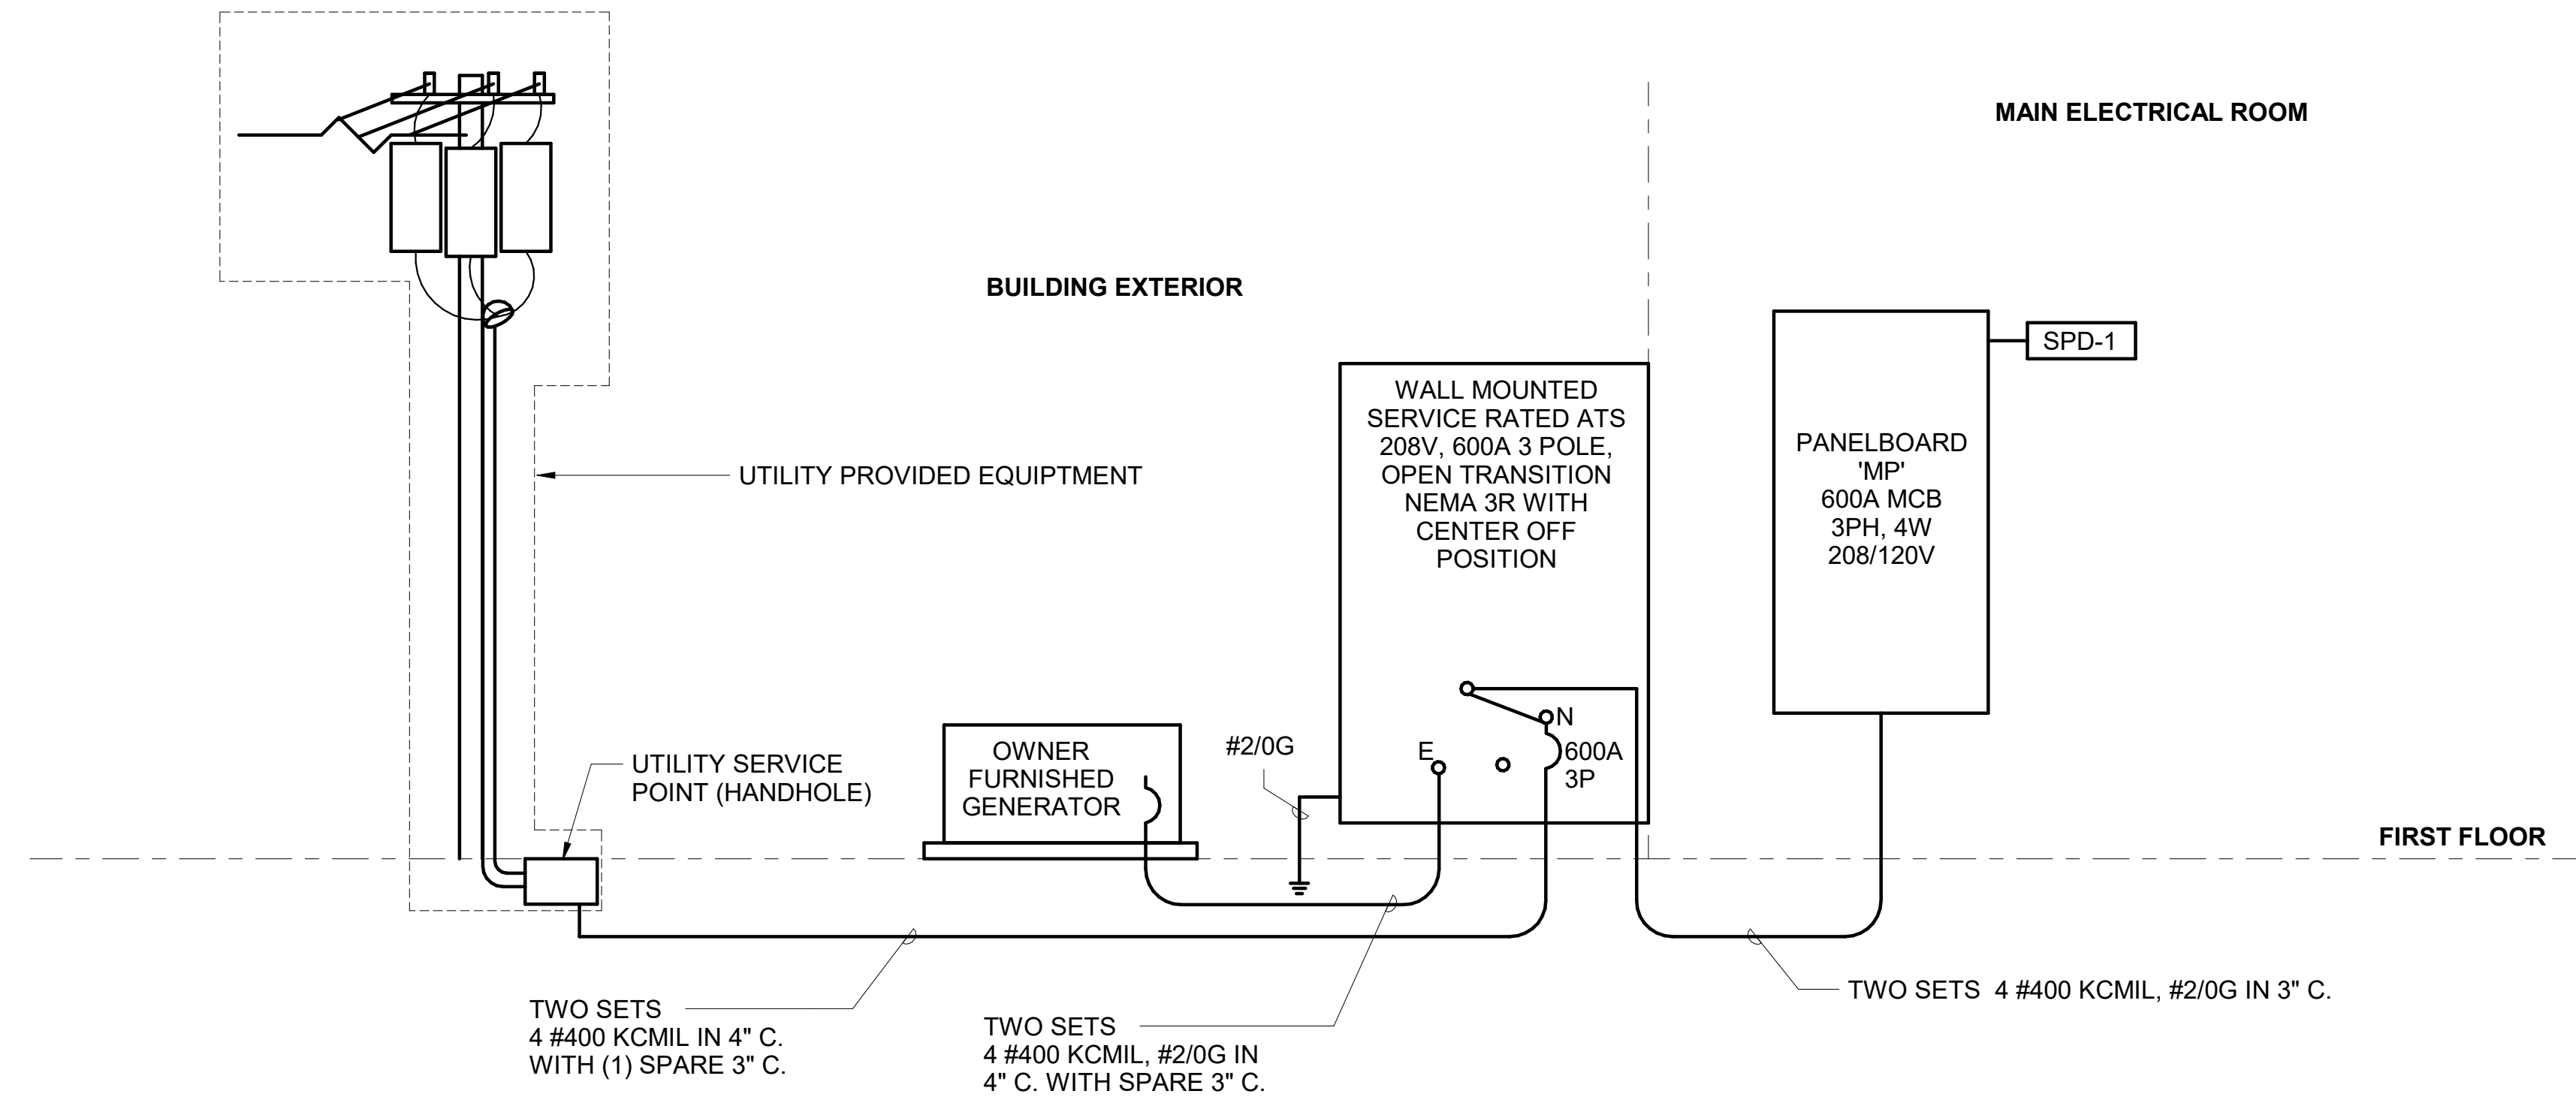 MAIN ELECTRICAL ROOM
BUILDING EXTERIOR
SPD-1
WALL MOUNTED
SERVICE RATED ATS
208V, 600A 3 POLE,
OPEN TRANSITION
NEMA 3R WITH
CENTER OFF
POSITION
PANELBOARD
'MP'
600A MCB
3PH, 4W
208/120V
UTILITY PROVIDED EQUIPTMENT
N
E
600A
3P
#2/0G
OWNER
FURNISHED
GENERATOR
UTILITY SERVICE
POINT (HANDHOLE)
FIRST FLOOR
TWO SETS
4 #400 KCMIL IN 4" C.
WITH (1) SPARE 3" C.
TWO SETS
4 #400 KCMIL, #2/0G IN
4" C. WITH SPARE 3" C.
TWO SETS 4 #400 KCMIL, #2/0G IN 3" C.